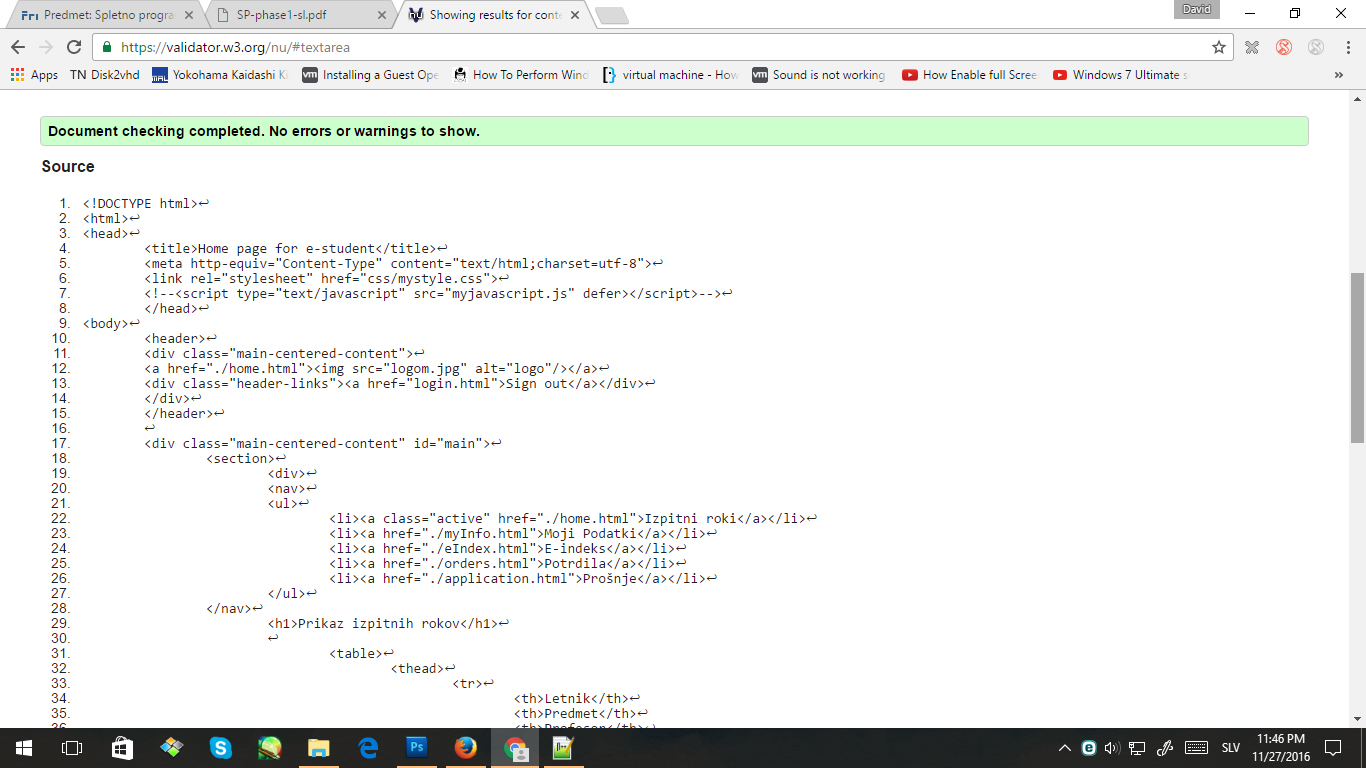 David
Fri Predmet: Spletno progra
SP-phase1-sl.pdf
Showing results for conte
https://validator.w3.org/nu/#textarea
Apps
TN Disk2vhd
Yokohama Kaidashi Ki
vm Installing a Guest Ope
How To Perform Wind
virtual machine - How
vm Sound is not working
How Enable full Scree
Windows 7 Ultimate s
»
Document checking completed. No errors or warnings to show.
Source
1. <!DOCTYPE html>↩
2. <html>↩
3. <head>↩
4. <title>Home page for e-student</title>↩
5. <meta http-equiv="Content-Type" content="text/html;charset=utf-8">↩
6. <link rel="stylesheet" href="css/mystyle.css">↩
7. <!--<script type="text/javascript" src="myjavascript.js" defer></script>-->↩
8. </head>↩
9. <body>↩
10. <header>↩
11. <div class="main-centered-content">↩
12. <a href="./home.html"><img src="logom.jpg" alt="logo"/></a>↩
13. <div class="header-links"><a href="login.html">Sign out</a></div>↩
14. </div>↩
15. </header>↩
16. ↩
17. <div class="main-centered-content" id="main">↩
18. <section>↩
19. <div>↩
20. <nav>↩
21. <ul>↩
22. <li><a class="active" href="./home.html">Izpitni roki</a></li>↩
23. <li><a href="./myInfo.html">Moji Podatki</a></li>↩
24. <li><a href="./eIndex.html">E-indeks</a></li>↩
25. <li><a href="./orders.html">Potrdila</a></li>↩
26. <li><a href="./application.html">Prošnje</a></li>↩
27. </ul>↩
28. </nav>↩
29. <h1>Prikaz izpitnih rokov</h1>↩
30. ↩
31. <table>↩
32. <thead>↩
33. <tr>↩
34. <th>Letnik</th>↩
35. <th>Predmet</th>↩
36. <th>Profesor</th>↩
Ps
SLV
11:46 PM
11/27/2016